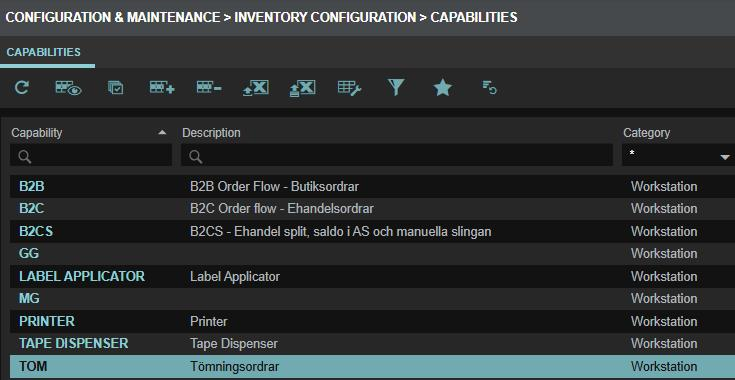 CONFIGURATION & MAINTENANCE > INVENTORY CONFIGURATION > CAPABILITIES
CAPABILITIES
Capability Description Category
*
B2B B2B Order Flow - Butiksordrar Workstation
B2C B2C Order flow - Ehandelsordrar Workstation
B2CS B2CS - Ehandel split, saldo i AS och manuella slingan Workstation
GG Workstation
LABEL APPLICATOR Label Applicator Workstation
MG Workstation
PRINTER Printer Workstation
TAPE DISPENSER Tape Dispenser Workstation
TOM Tömningsordrar Workstation